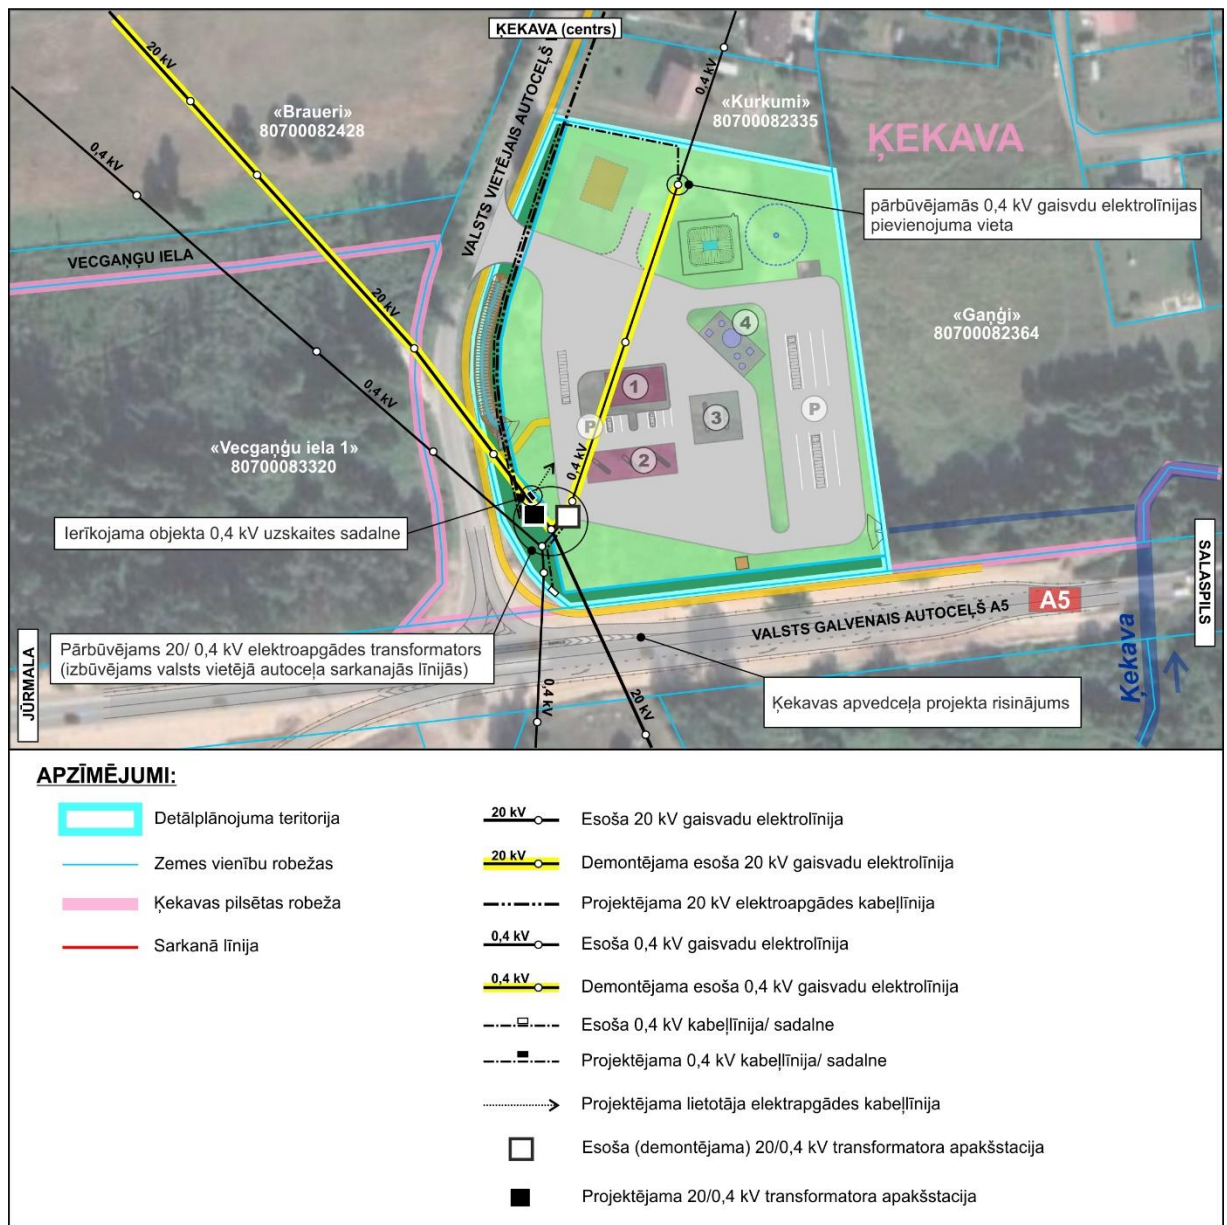 ĶEKAVA (centrs)
20 kV
0,4 kV
«Braueri»
80700082428
VALSTS VIETĒJAIS AUTOCEĻŠ
«Kurkumi»
80700082335
ĶEKAVA
0,4 kV
pārbūvējamās 0,4 kV gaisvdu elektrolīnijas
pievienojuma vieta
VECGAŅĢU IELA
20 kV
«Gaņģi»
80700082364
4
0,4 kV
1
P
3
P
2
«Vecgaņģu iela 1»
80700083320
0,4 kV
Ierīkojama objekta 0,4 kV uzskaites sadalne
SALASPILS
A5
VALSTS GALVENAIS AUTOCEĻŠ A5
Pārbūvējams 20/ 0,4 kV elektroapgādes transformators
(izbūvējams valsts vietējā autoceļa sarkanajās līnijās)
JŪRMALA
0,4 kV
20 kV
Ķekavas apvedceļa projekta risinājums
Ķekava
APZĪMĒJUMI:
Detālplānojuma teritorija
Zemes vienību robežas
Ķekavas pilsētas robeža
Sarkanā līnija
20 kV Esoša 20 kV gaisvadu elektrolīnija
20 kV Demontējama esoša 20 kV gaisvadu elektrolīnija
Projektējama 20 kV elektroapgādes kabeļlīnija
0,4 kV Esoša 0,4 kV gaisvadu elektrolīnija
0,4 kV Demontējama esoša 0,4 kV gaisvadu elektrolīnija
Esoša 0,4 kV kabeļlīnija/ sadalne
Projektējama 0,4 kV kabeļlīnija/ sadalne
Projektējama lietotāja elektrapgādes kabeļlīnija
Esoša (demontējama) 20/0,4 kV transformatora apakšstacija
Projektējama 20/0,4 kV transformatora apakšstacija